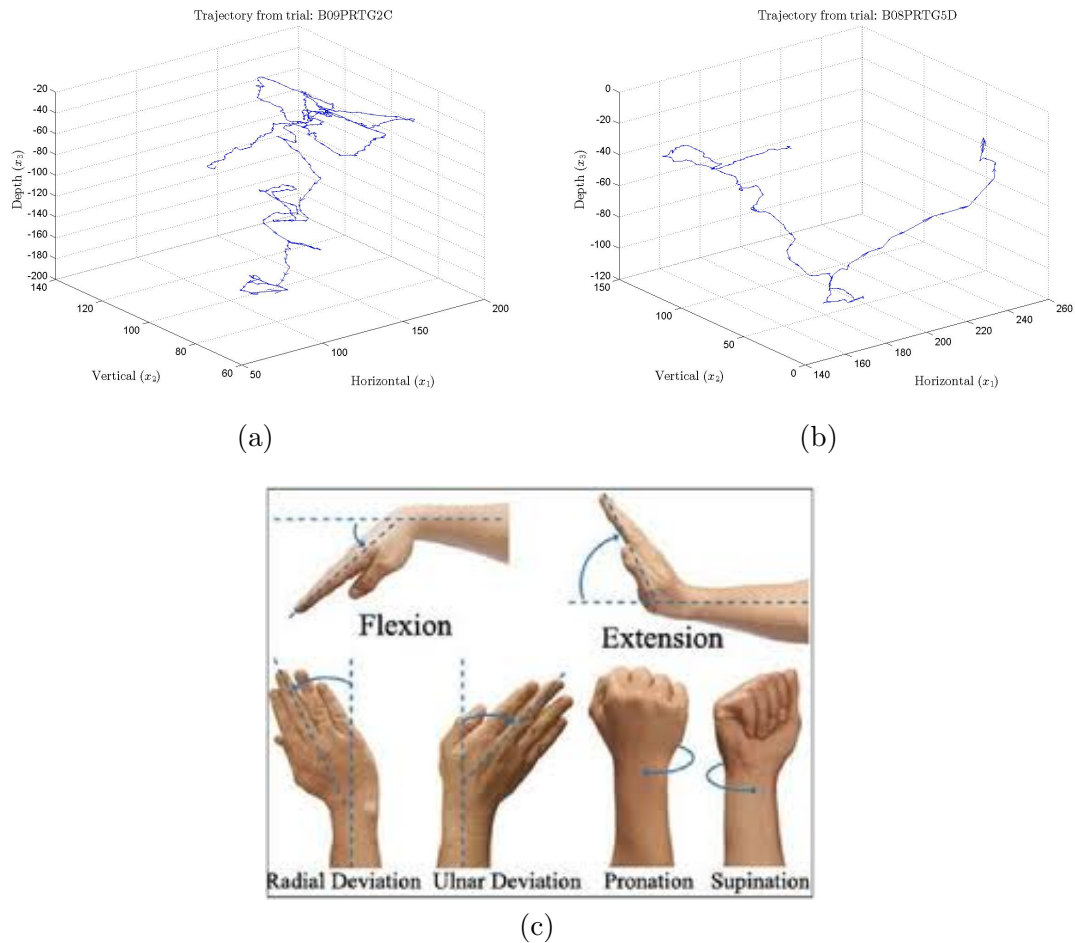 Trajectory from trial: B09PRTG2C
-20
-40
-60
-80
-100
-120
-140
-160
-180
-200
Depth (x₃)
140
120
100
80
60
Vertical (x₂)
50
100
150
200
Horizontal (x₁)
(a)
Trajectory from trial: B08PRTG5D
0
-20
-40
-60
-80
-100
-120
Depth (x₃)
150
100
50
0
Vertical (x₂)
140
160
180
200
220
240
260
Horizontal (x₁)
(b)
Flexion
Extension
Radial Deviation
Ulnar Deviation
Pronation
Supination
(c)